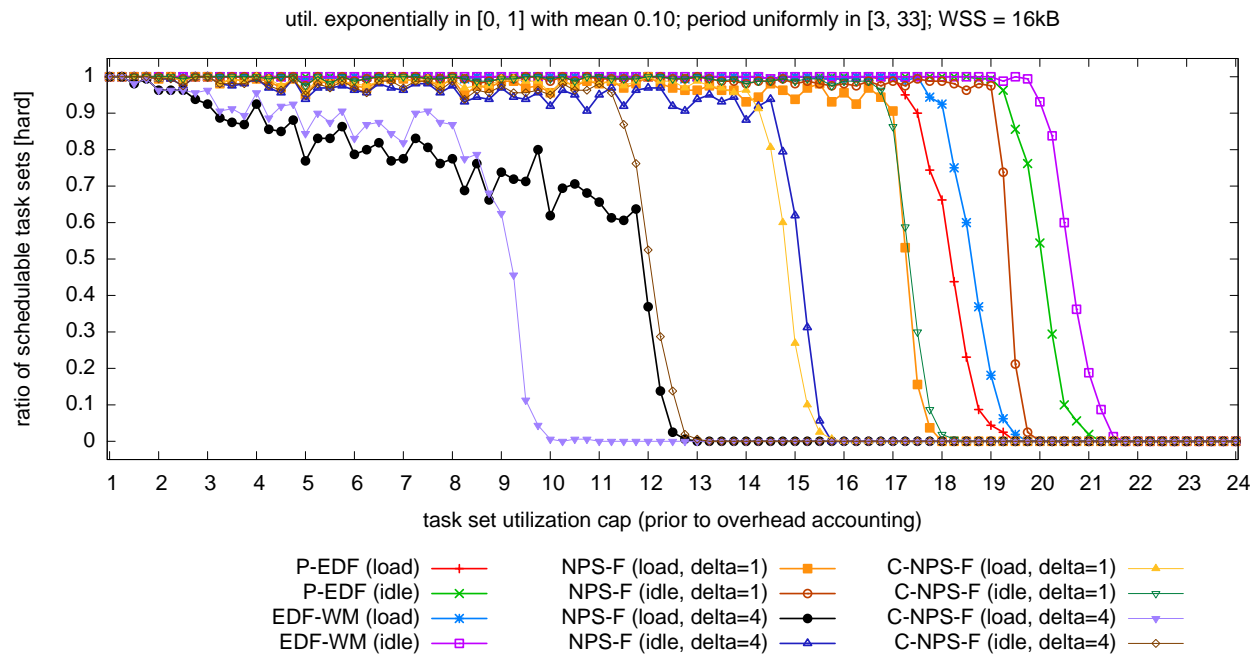 util. exponentially in [0, 1] with mean 0.10; period uniformly in [3, 33]; WSS = 16kB
ratio of schedulable task sets [hard]
1
0.9
0.8
0.7
0.6
0.5
0.4
0.3
0.2
0.1
0
1 2 3 4 5 6 7 8 9 10 11 12 13 14 15 16 17 18 19 20 21 22 23 24
task set utilization cap (prior to overhead accounting)
P-EDF (load) NPS-F (load, delta=1) C-NPS-F (load, delta=1)
P-EDF (idle) NPS-F (idle, delta=1) C-NPS-F (idle, delta=1)
EDF-WM (load) NPS-F (load, delta=4) C-NPS-F (load, delta=4)
EDF-WM (idle) NPS-F (idle, delta=4) C-NPS-F (idle, delta=4)